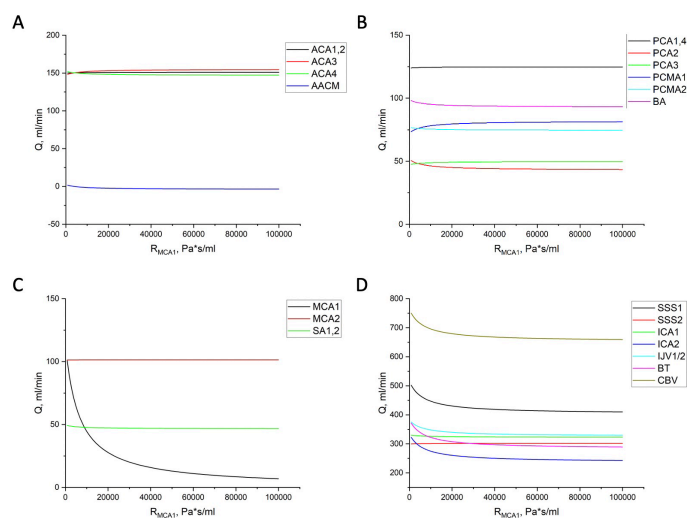 A
ACA1,2
ACA3
ACA4
AACM
Q, ml/min
200
150
100
50
0
-50
0 20000 40000 60000 80000 100000
R_MCA1, Pa*s/ml
B
PCA1,4
PCA2
PCA3
PCMA1
PCMA2
BA
Q, ml/min
150
125
100
75
50
25
0
0 20000 40000 60000 80000 100000
R_MCA1, Pa*s/ml
C
MCA1
MCA2
SA1,2
Q, ml/min
150
100
50
0
0 20000 40000 60000 80000 100000
R_MCA1, Pa*s/ml
D
SSS1
SSS2
ICA1
ICA2
IJV1/2
BT
CBV
Q, ml/min
800
700
600
500
400
300
200
0 20000 40000 60000 80000 100000
R_MCA1, Pa*s/ml